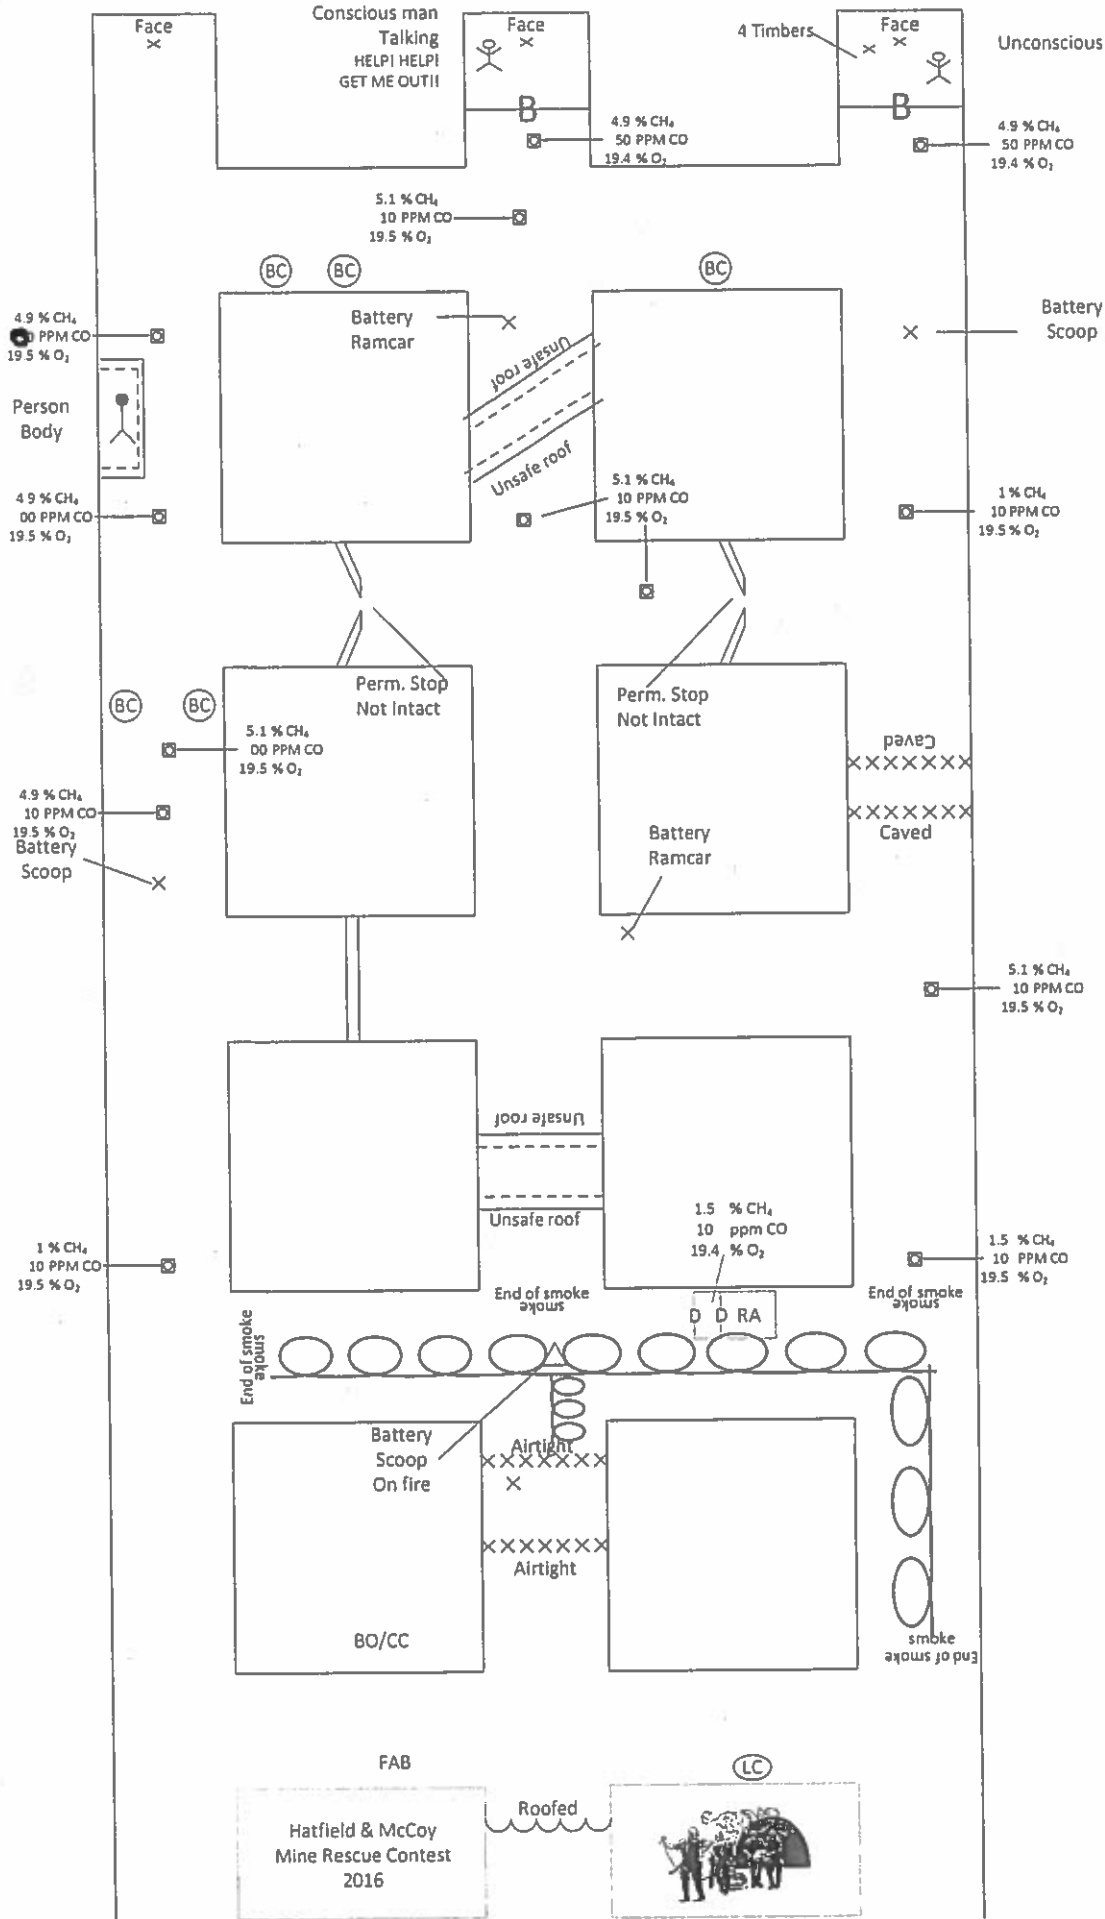 Face
Conscious man
Talking
HELP! HELP!
GET ME OUT!!
Face
4 Timbers
Face
Unconscious
B
B
4.9 % CH₄
50 PPM CO
19.4 % O₂
4.9 % CH₄
50 PPM CO
19.4 % O₂
5.1 % CH₄
10 PPM CO
19.5 % O₂
BC
BC
BC
4.9 % CH₄
PPM CO
19.5 % O₂
Battery
Ramcar
Battery
Scoop
Unsafe roof
Unsafe roof
Person
Body
4.9 % CH₄
00 PPM CO
19.5 % O₂
5.1 % CH₄
10 PPM CO
19.5 % O₂
1 % CH₄
10 PPM CO
19.5 % O₂
Perm. Stop
Not Intact
Perm. Stop
Not Intact
BC
BC
5.1 % CH₄
00 PPM CO
19.5 % O₂
Caved
Caved
4.9 % CH₄
10 PPM CO
19.5 % O₂
Battery
Scoop
Battery
Ramcar
5.1 % CH₄
10 PPM CO
19.5 % O₂
Unsafe roof
Unsafe roof
1 % CH₄
10 PPM CO
19.5 % O₂
1.5 % CH₄
10 ppm CO
19.4 % O₂
1.5 % CH₄
10 PPM CO
19.5 % O₂
End of smoke
smoke
End of smoke
smoke
End of smoke
smoke
D D RA
Battery
Scoop
On fire
Airtight
Airtight
BO/CC
smoke
End of smoke
FAB
LC
Roofed
Hatfield & McCoy
Mine Rescue Contest
2016